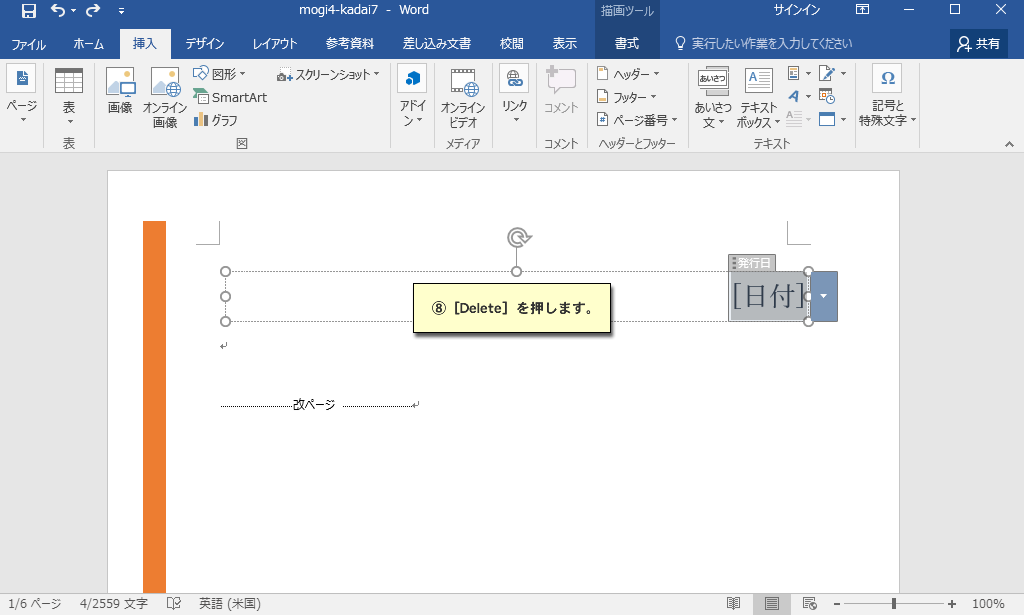 mogi4-kadai7 - Word
描画ツール
サインイン
ファイル ホーム 挿入 デザイン レイアウト 参考資料 差し込み文書 校閲 表示 書式 実行したい作業を入力してください 共有
ページ
表
画像
オンライン
画像
図形
SmartArt
グラフ
スクリーンショット
アドイ
ン
オンライン
ビデオ
リンク
コメント
ヘッダー
フッター
ページ番号
あいさつ
あいさつ
文
テキスト
ボックス
記号と
特殊文字
表 図 メディア コメント ヘッダーとフッター テキスト
発行日
[日付]
⑧［Delete］を押します。
改ページ
1/6 ページ 4/2559 文字 英語 (米国) 100%